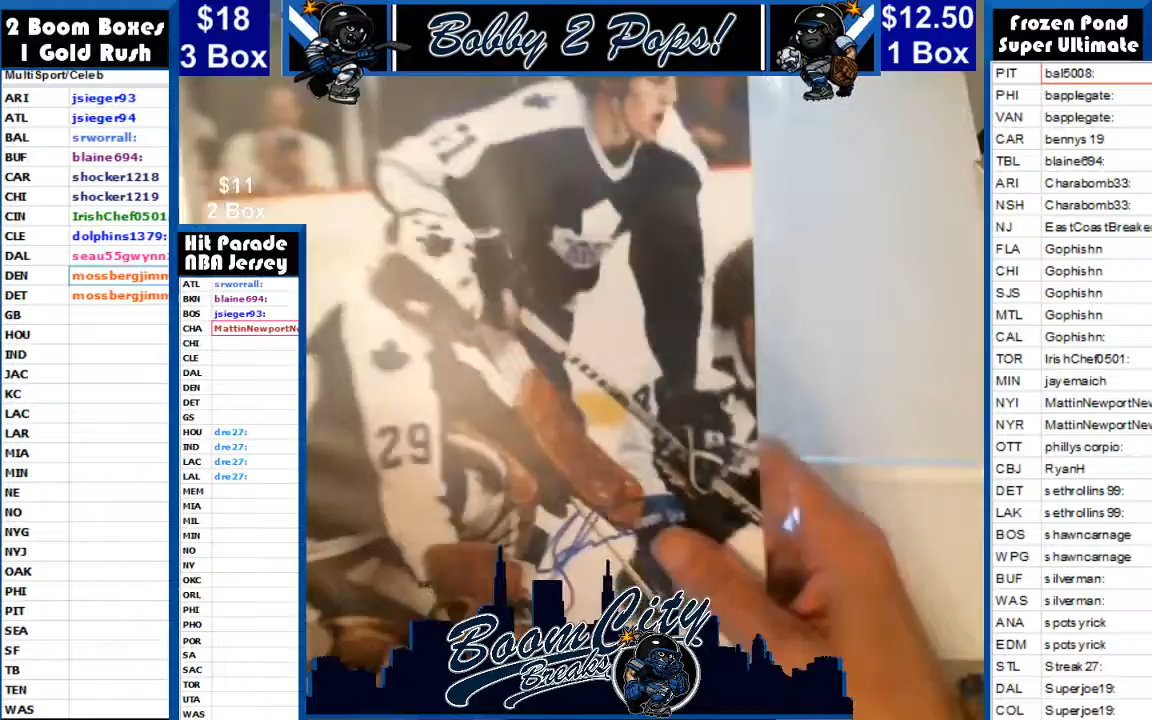 2 Boom Boxes
1 Gold Rush
MultiSport/Celeb
ARI jsieger93
ATL jsieger94
BAL srworrall:
BUF blaine694:
CAR shocker1218
CHI shocker1219
CIN IrishChef0501
CLE dolphins1379:
DAL seau55gwynn
DEN mossbergjimm
DET mossbergjimm
GB
HOU
IND
JAC
KC
LAC
LAR
MIA
MIN
NE
NO
NYG
NYJ
OAK
PHI
PIT
SEA
SF
TB
TEN
WAS
$18
3 Box
$11
2 Box
Hit Parade
NBA Jersey
ATL srworrall:
BKN blaine694:
BOS jsieger93:
CHA MattinNewportNe
CHI
CLE
DAL
DEN
DET
GS
HOU dre27:
IND dre27:
LAC dre27:
LAL dre27:
MEM
MIA
MIL
MIN
NO
NY
OKC
ORL
PHI
PHO
POR
SA
SAC
TOR
UTA
WAS
Bobby 2 Pops!
21
29
Boom City
Breaks
$12.50
1 Box
Frozen Pond
Super Ultimate
PIT bal5008:
PHI bapplegate:
VAN bapplegate:
CAR bennys19
TBL blaine694:
ARI Charabomb33:
NSH Charabomb33:
NJ EastCoastBreaker
FLA Gophishn
CHI Gophishn
SJS Gophishn
MTL Gophishn
CAL Gophishn:
TOR IrishChef0501:
MIN jayemaich
NYI MattinNewportNew
NYR MattinNewportNew
OTT phillyscorpio:
CBJ RyanH
DET sethrollins99:
LAK sethrollins99:
BOS shawncarnage
WPG shawncarnage
BUF silverman:
WAS silverman:
ANA spotsyrick
EDM spotsyrick
STL Streak27:
DAL Superjoe19:
COL Superjoe19: